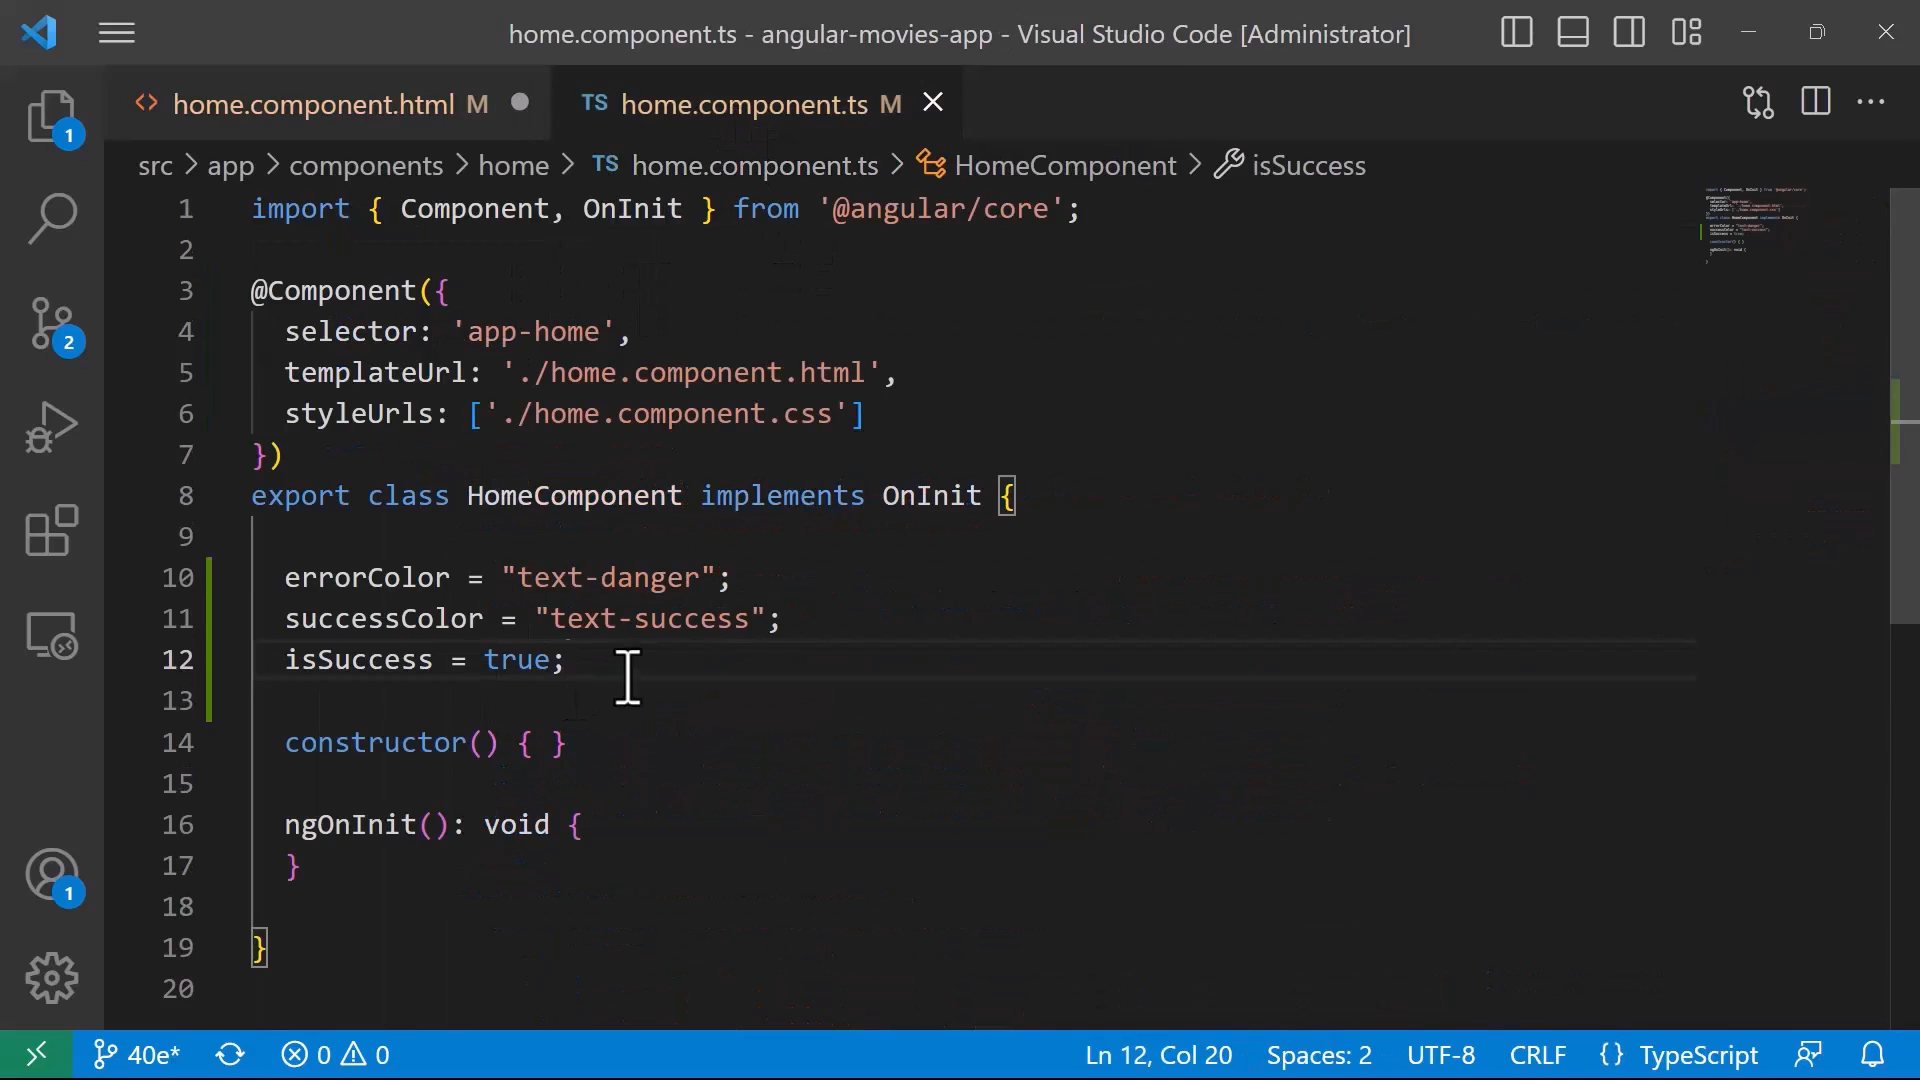 home.component.ts - angular-movies-app - Visual Studio Code [Administrator]
<> home.component.html M
TS home.component.ts M
src > app > components > home > TS home.component.ts > HomeComponent > isSuccess
1 import { Component, OnInit } from '@angular/core';
2
3 @Component({
4 selector: 'app-home',
5 templateUrl: './home.component.html',
6 styleUrls: ['./home.component.css']
7 })
8 export class HomeComponent implements OnInit {
9
10 errorColor = "text-danger";
11 successColor = "text-success";
12 isSuccess = true;
13
14 constructor() { }
15
16 ngOnInit(): void {
17 }
18
19 }
20
1
2
1
40e* 0 0 Ln 12, Col 20 Spaces: 2 UTF-8 CRLF {} TypeScript